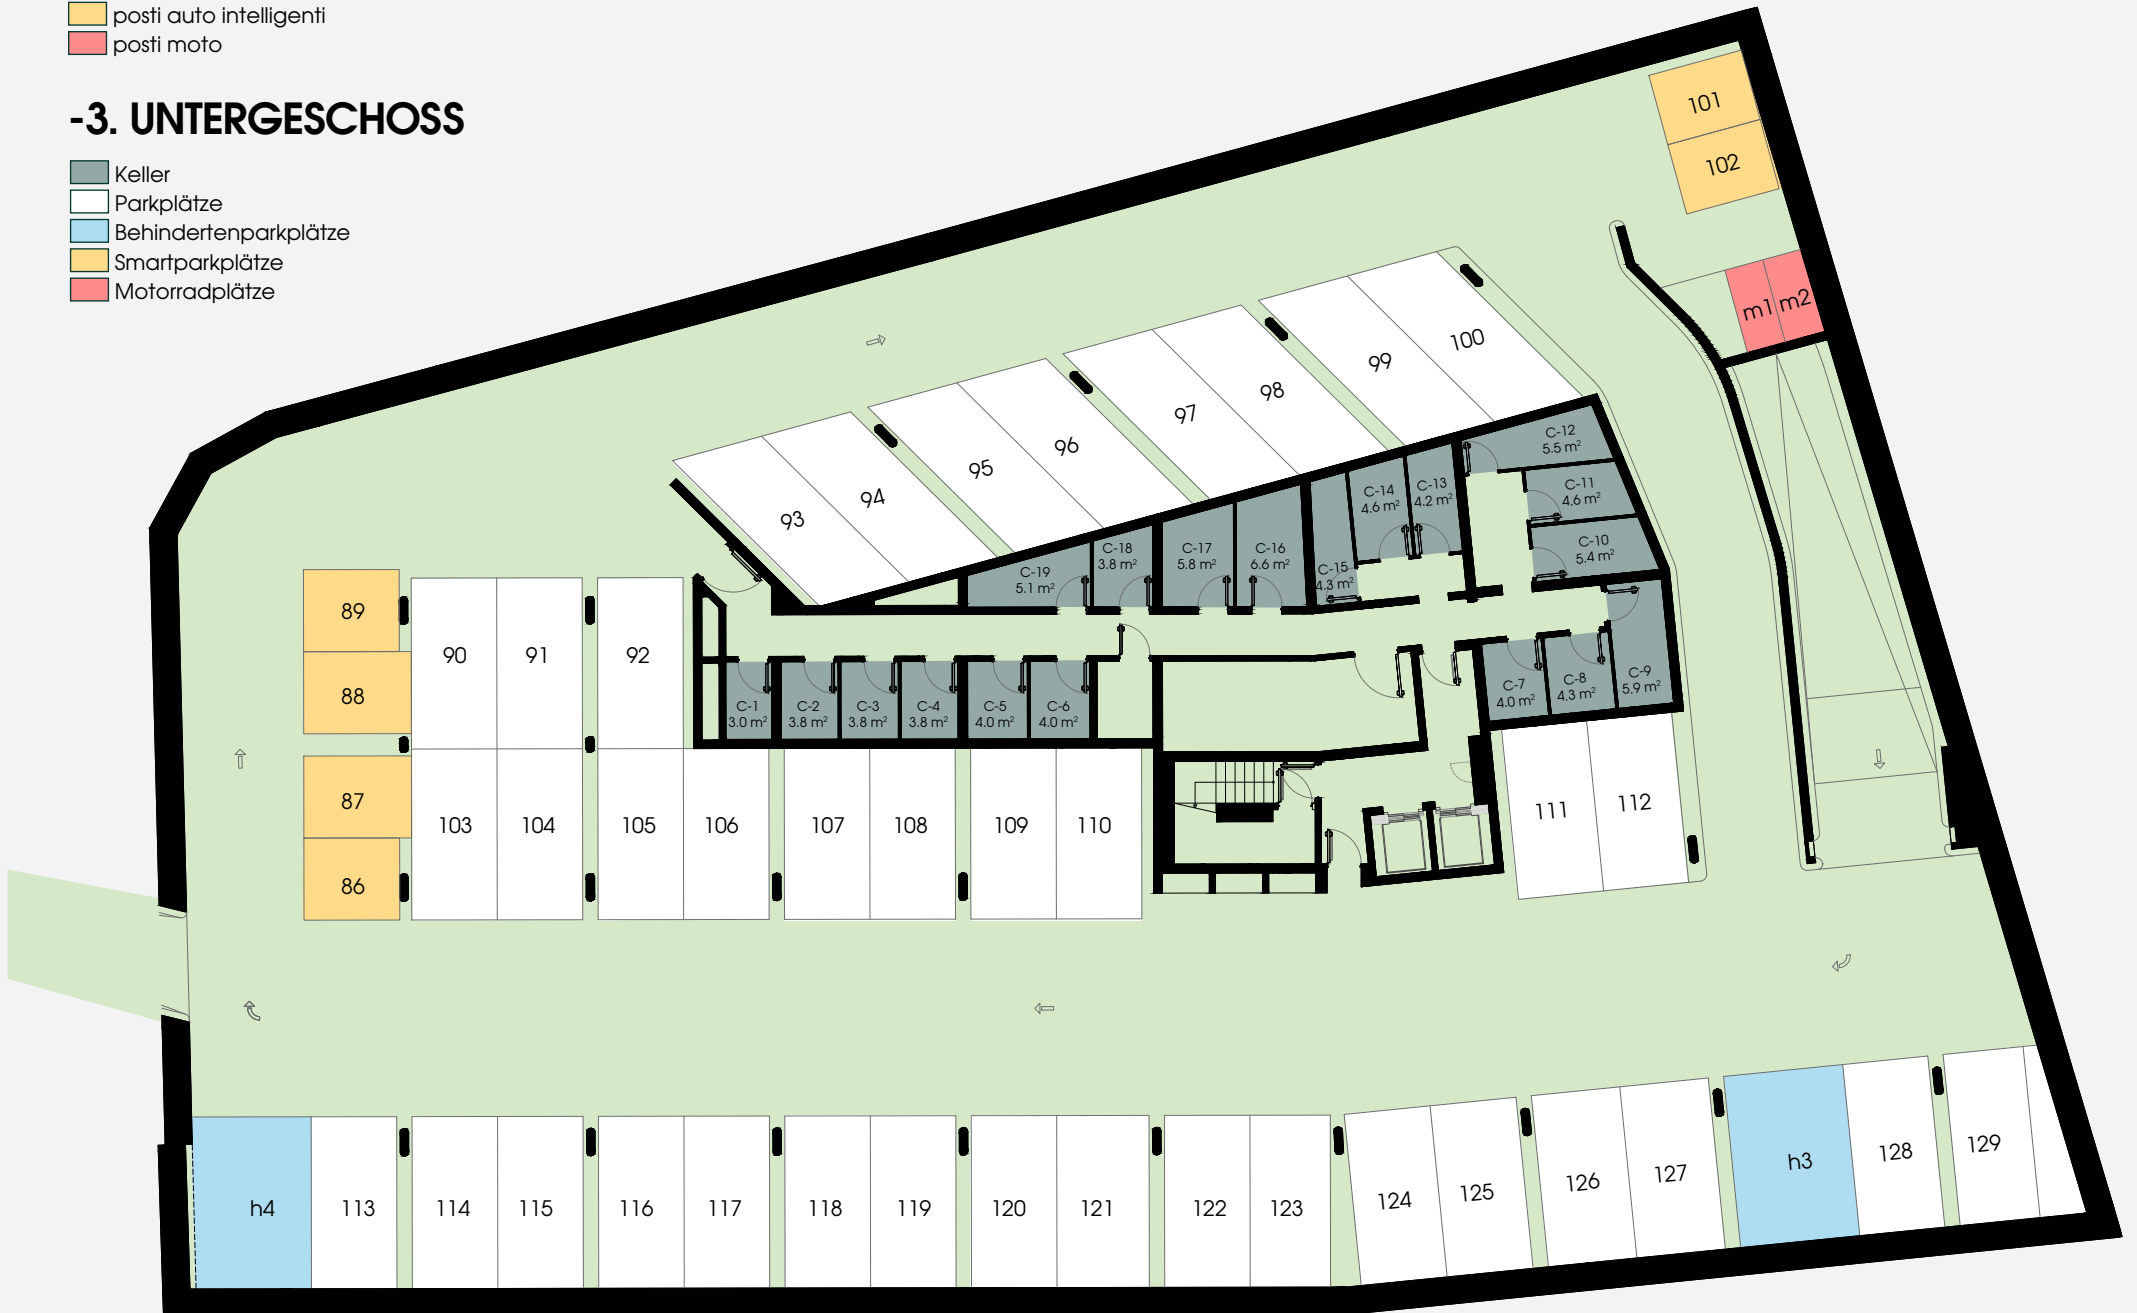 posti auto intelligenti
posti moto
-3. UNTERGESCHOSS
Keller
Parkplätze
Behindertenparkplätze
Smartparkplätze
Motorradplätze
101
102
m1 m2
100
99
98
97
96
95
94
93
C-12
5.5 m²
C-11
4.6 m²
C-10
5.4 m²
C-13
4.2 m²
C-14
4.6 m²
C-15
4.3 m²
C-16
6.6 m²
C-17
5.8 m²
C-18
3.8 m²
C-19
5.1 m²
89
88
87
86
90 91 92
C-1
3.0 m²
C-2
3.8 m²
C-3
3.8 m²
C-4
3.8 m²
C-5
4.0 m²
C-6
4.0 m²
C-7
4.0 m²
C-8
4.3 m²
C-9
5.9 m²
103 104 105 106 107 108 109 110 111 112
h4 113 114 115 116 117 118 119 120 121 122 123 124 125 126 127 h3 128 129